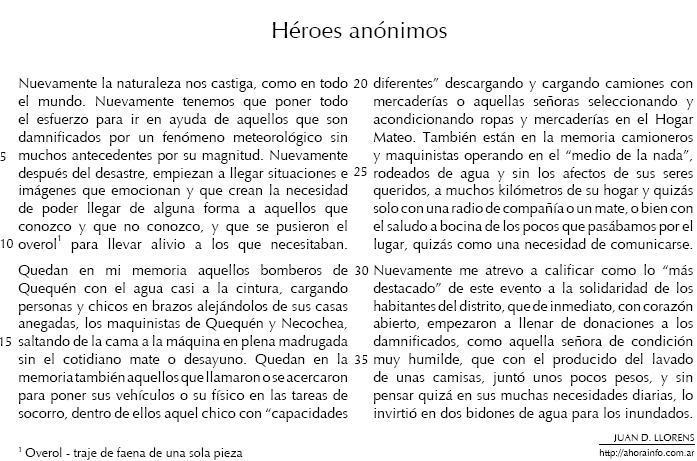 Héroes anónimos
Nuevamente la naturaleza nos castiga, como en todo
el mundo. Nuevamente tenemos que poner todo
el esfuerzo para ir en ayuda de aquellos que son
damnificados por un fenómeno meteorológico sin
5 muchos antecedentes por su magnitud. Nuevamente
después del desastre, empiezan a llegar situaciones e
imágenes que emocionan y que crean la necesidad
de poder llegar de alguna forma a aquellos que
conozco y que no conozco, y que se pusieron el
10 overol¹ para llevar alivio a los que necesitaban.
Quedan en mi memoria aquellos bomberos de
Quequén con el agua casi a la cintura, cargando
personas y chicos en brazos alejándolos de sus casas
anegadas, los maquinistas de Quequén y Necochea,
15 saltando de la cama a la máquina en plena madrugada
sin el cotidiano mate o desayuno. Quedan en la
memoria también aquellos que llamaron o se acercaron
para poner sus vehículos o su físico en las tareas de
socorro, dentro de ellos aquel chico con “capacidades
20 diferentes” descargando y cargando camiones con
mercaderías o aquellas señoras seleccionando y
acondicionando ropas y mercaderías en el Hogar
Mateo. También están en la memoria camioneros
y maquinistas operando en el “medio de la nada”,
25 rodeados de agua y sin los afectos de sus seres
queridos, a muchos kilómetros de su hogar y quizás
solo con una radio de compañía o un mate, o bien con
el saludo a bocina de los pocos que pasábamos por el
lugar, quizás como una necesidad de comunicarse.
30 Nuevamente me atrevo a calificar como lo “más
destacado” de este evento a la solidaridad de los
habitantes del distrito, que de inmediato, con corazón
abierto, empezaron a llenar de donaciones a los
damnificados, como aquella señora de condición
35 muy humilde, que con el producido del lavado
de unas camisas, juntó unos pocos pesos, y sin
pensar quizá en sus muchas necesidades diarias, lo
invirtió en dos bidones de agua para los inundados.
JUAN D. LLORENS
http://ahorainfo.com.ar
¹ Overol - traje de faena de una sola pieza